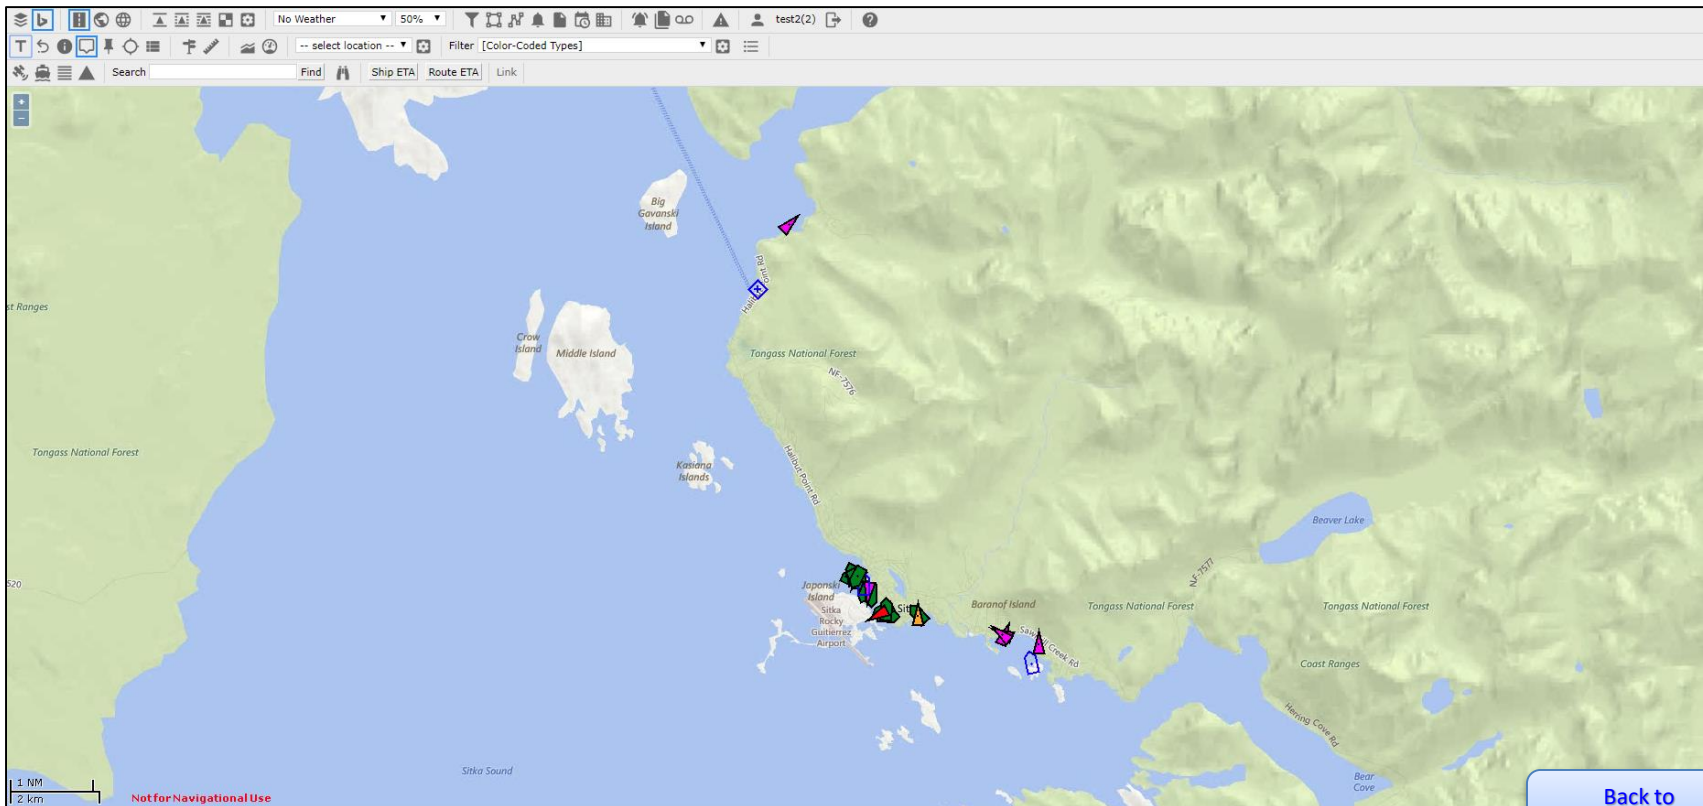 No Weather 50% test2(2)
T -- select location -- Filter [Color-Coded Types]
Search Find Ship ETA Route ETA Link
Big
Gavanski
Island
st Ranges
Crow
Island
Middle Island
Tongass National Forest
NF-7576
Tongass National Forest
Kasiana
Islands
Halibut Point Rd
Beaver Lake
NF-7577
520
Japonski
Island
Sitka
Rocky
Guitierrez
Airport
Sit
Baranof Island
Tongass National Forest
Tongass National Forest
Coast Ranges
Herring Cove Rd
Sitka Sound
Bear
Cove
1 NM
2 km
Not for Navigational Use
Back to